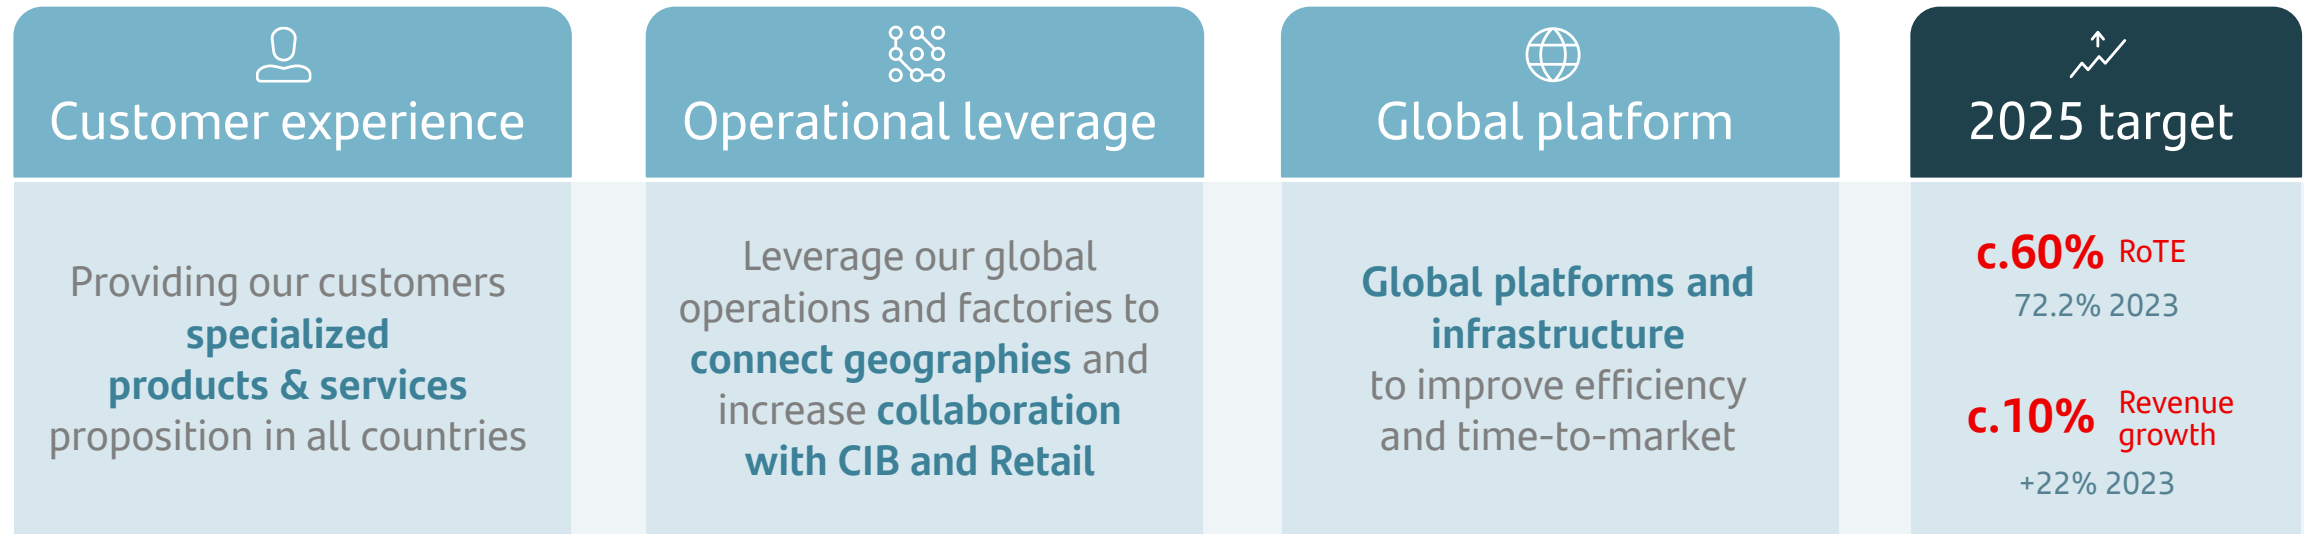 Customer experience
Providing our customers
specialized
products & services
proposition in all countries
Operational leverage
Leverage our global
operations and factories to
connect geographies and
increase collaboration
with CIB and Retail
Global platform
Global platforms and
infrastructure
to improve efficiency
and time-to-market
2025 target
c.60% RoTE
72.2% 2023
c.10% Revenue
growth
+22% 2023